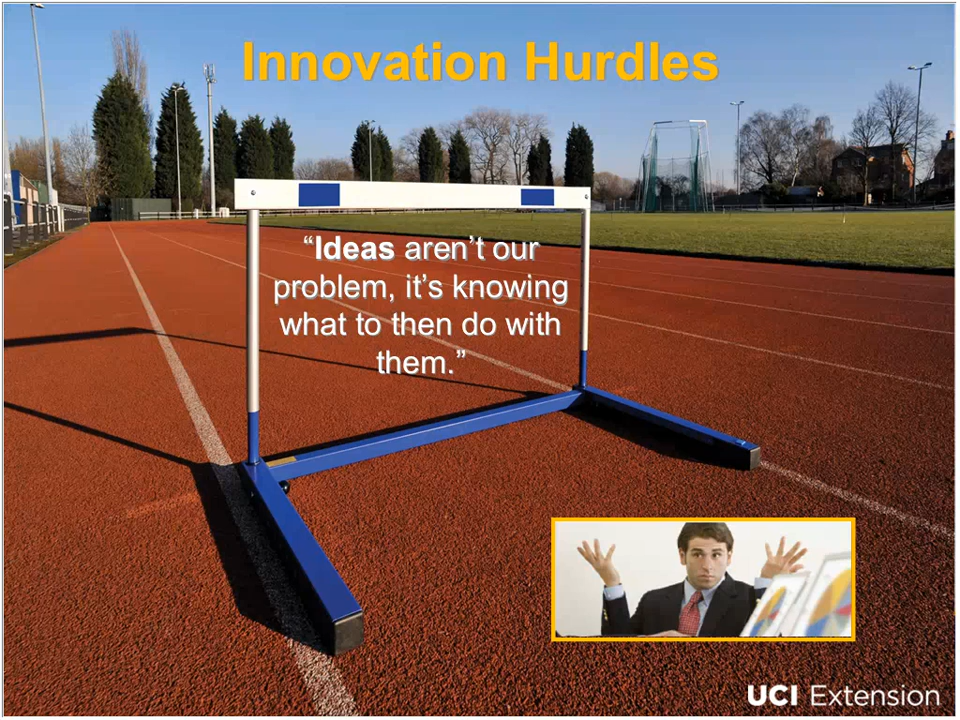 Innovation Hurdles
“Ideas aren’t our
problem, it’s knowing
what to then do with
them.”
UCI Extension